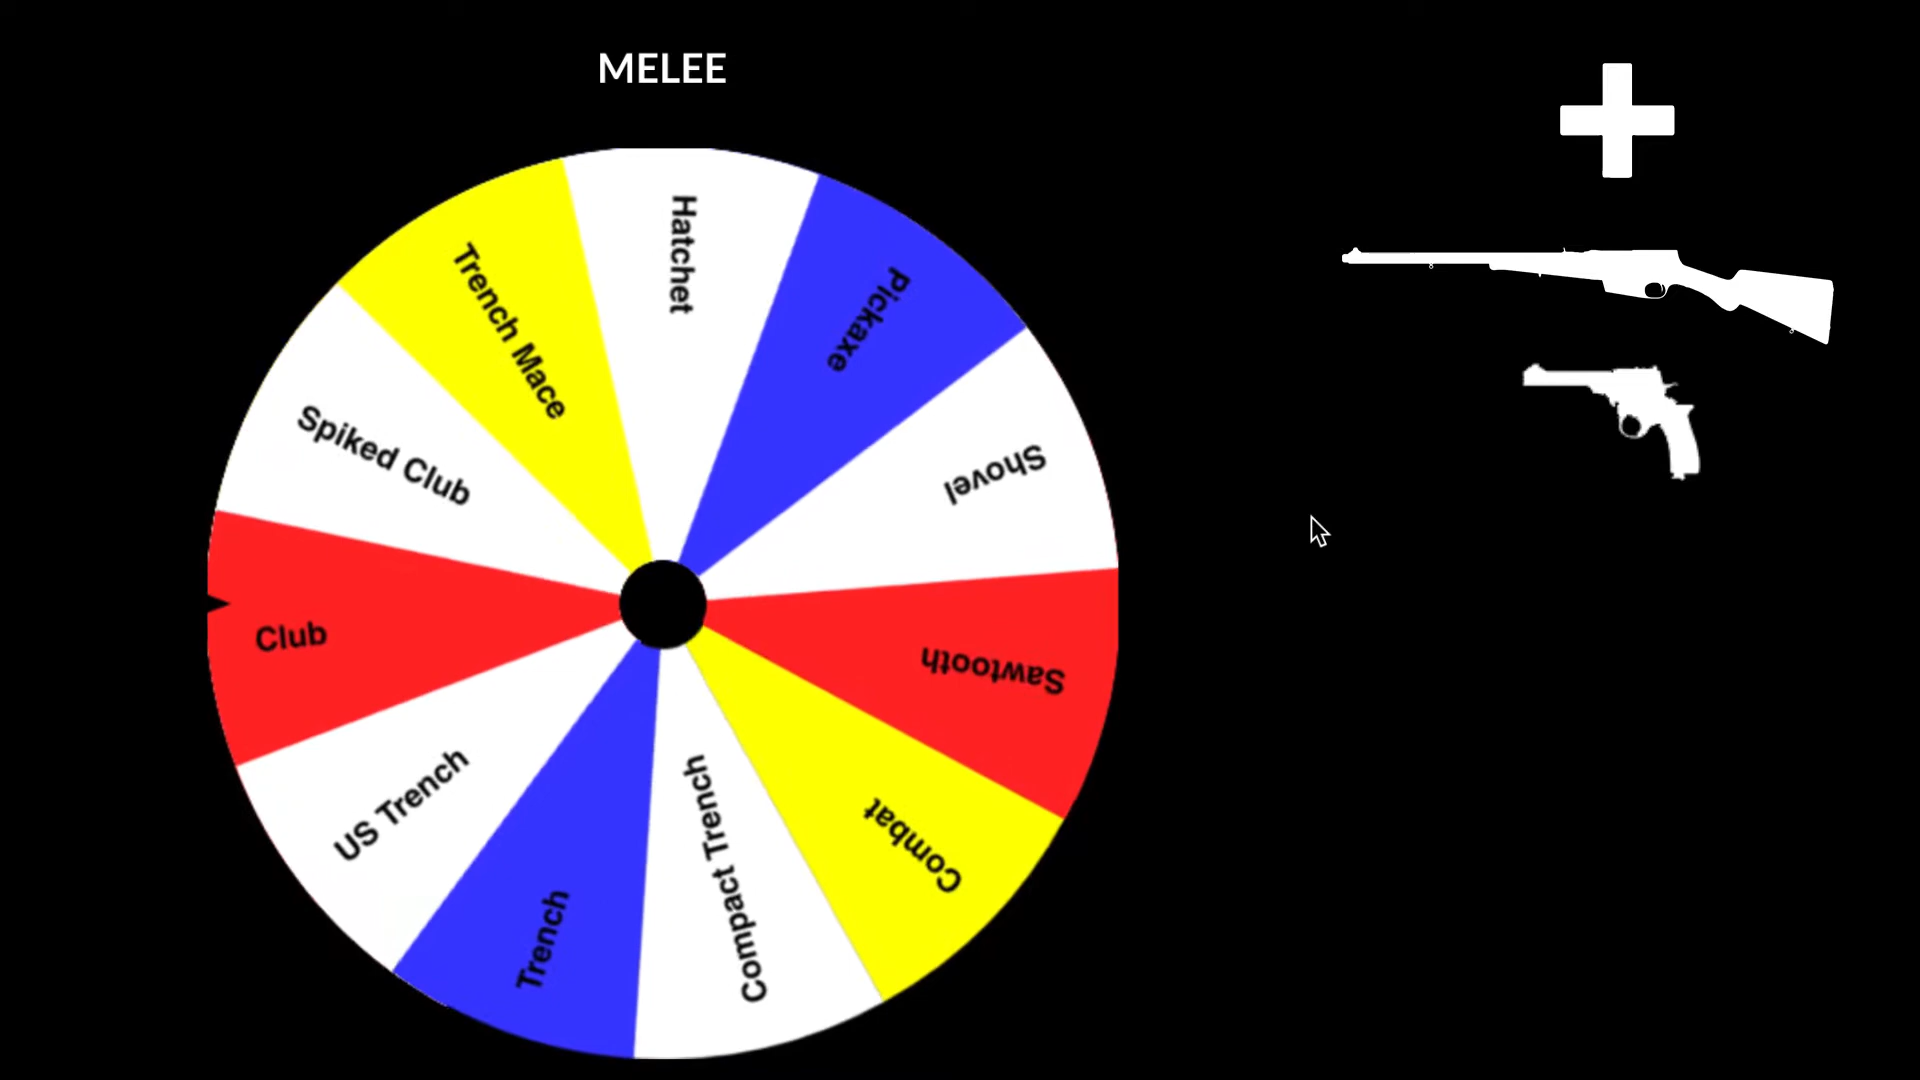 MELEE
Hatchet
Pickaxe
Shovel
Sawtooth
Combat
Compact Trench
Trench
US Trench
Club
Spiked Club
Trench Mace